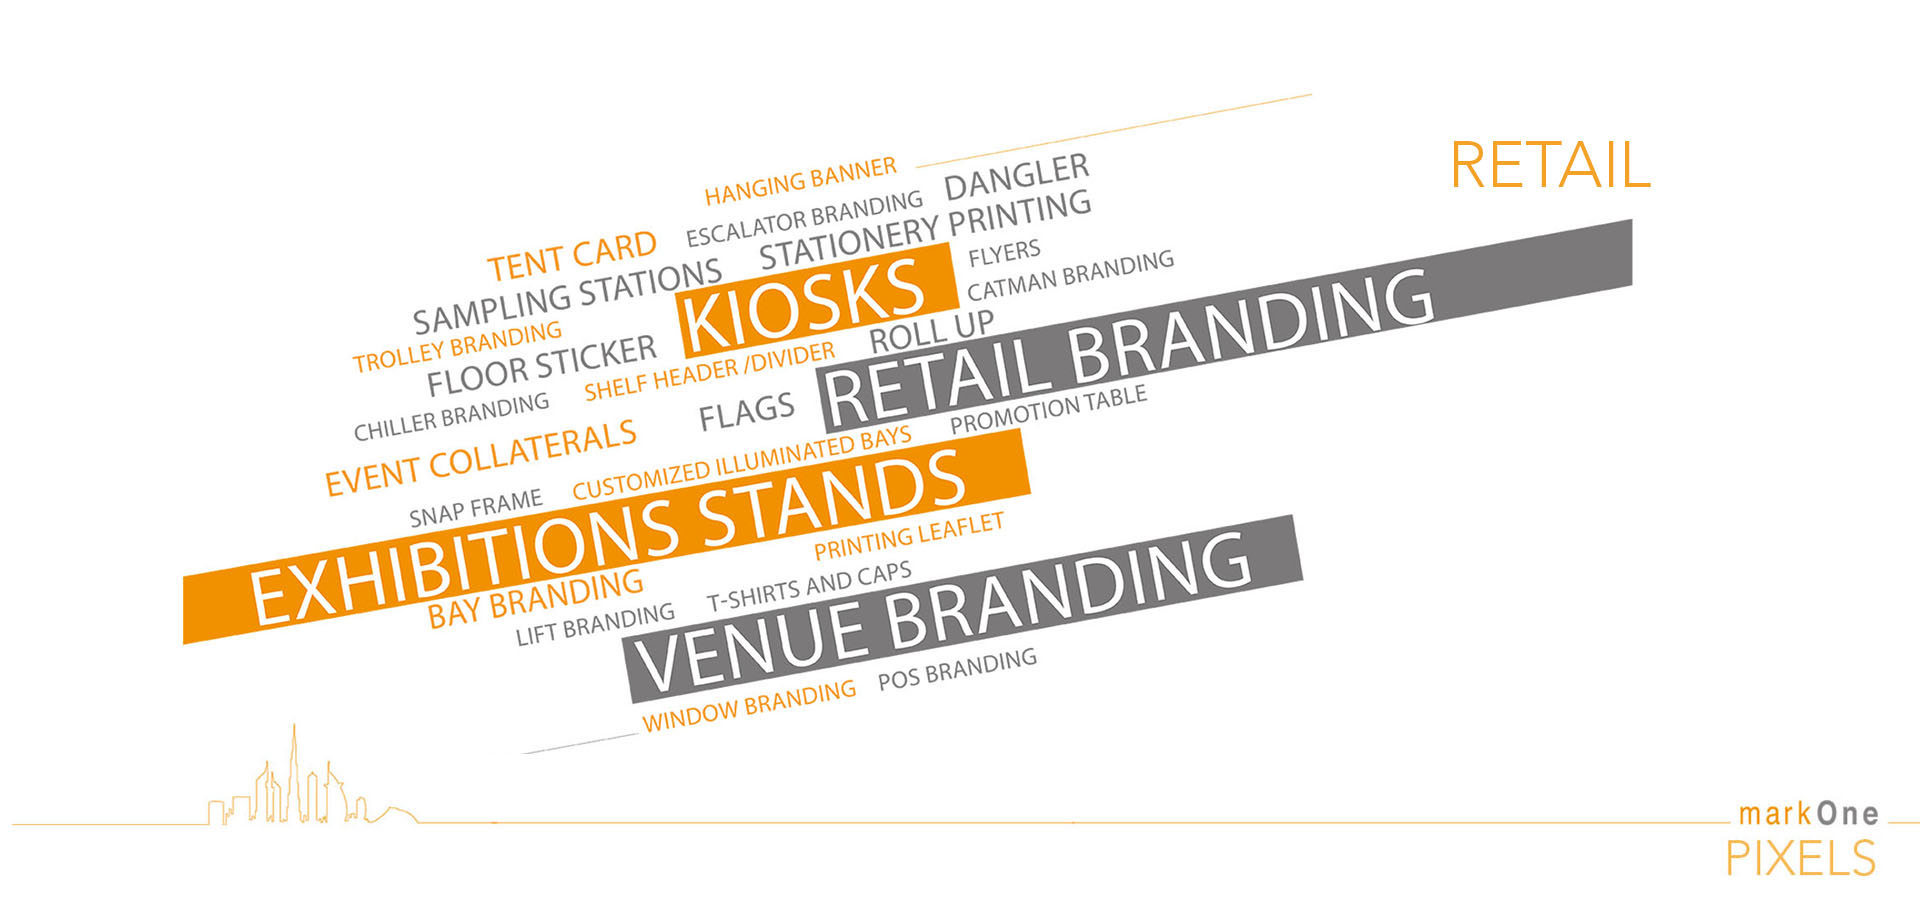 RETAIL
HANGING BANNER
DANGLER
ESCALATOR BRANDING
STATIONERY PRINTING
TENT CARD
SAMPLING STATIONS
KIOSKS
FLYERS
CATMAN BRANDING
TROLLEY BRANDING
FLOOR STICKER
ROLL UP
SHELF HEADER /DIVIDER
RETAIL BRANDING
CHILLER BRANDING
FLAGS
PROMOTION TABLE
EVENT COLLATERALS
CUSTOMIZED ILLUMINATED BAYS
SNAP FRAME
EXHIBITIONS STANDS
PRINTING LEAFLET
BAY BRANDING
T-SHIRTS AND CAPS
LIFT BRANDING
VENUE BRANDING
WINDOW BRANDING
POS BRANDING
markOne
PIXELS